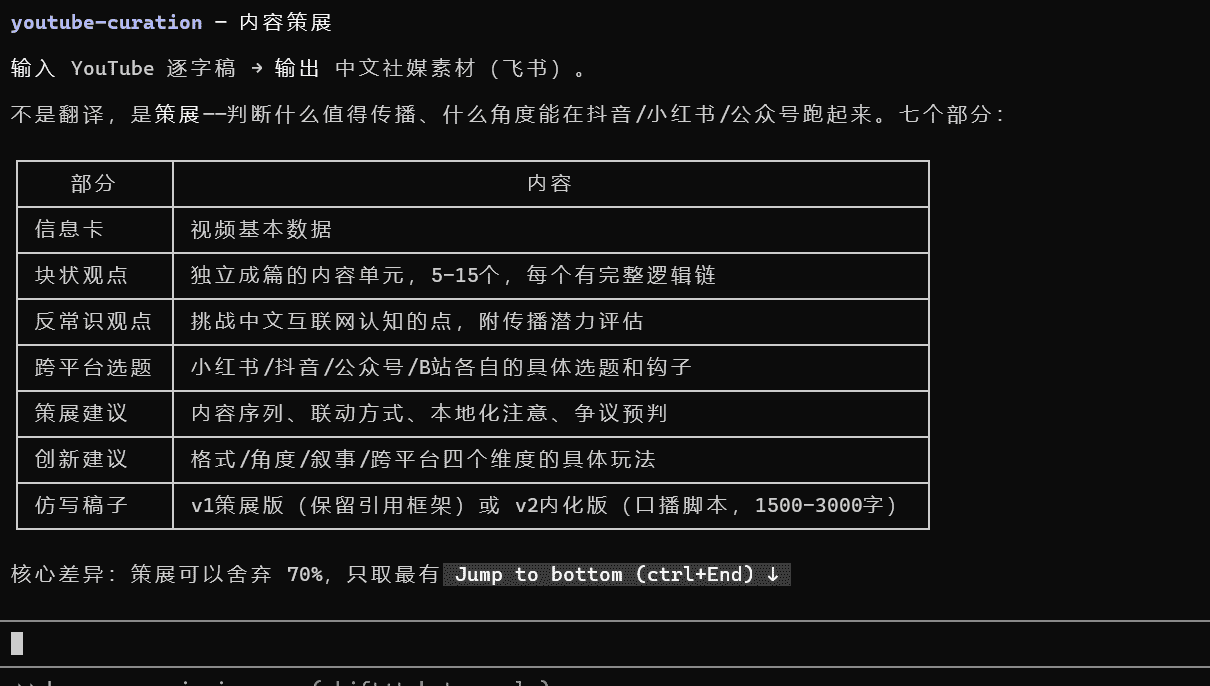 youtube-curation — 内容策展
输入 YouTube 逐字稿 → 输出 中文社媒素材（飞书）。
不是翻译，是策展——判断什么值得传播、什么角度能在抖音/小红书/公众号跑起来。七个部分：
部分 内容
信息卡 视频基本数据
块状观点 独立成篇的内容单元，5-15个，每个有完整逻辑链
反常识观点 挑战中文互联网认知的点，附传播潜力评估
跨平台选题 小红书/抖音/公众号/B站各自的具体选题和钩子
策展建议 内容序列、联动方式、本地化注意、争议预判
创新建议 格式/角度/叙事/跨平台四个维度的具体玩法
仿写稿子 v1策展版（保留引用框架）或 v2内化版（口播脚本，1500-3000字）
核心差异：策展可以舍弃 70%，只取最有 Jump to bottom (ctrl+End) ↓